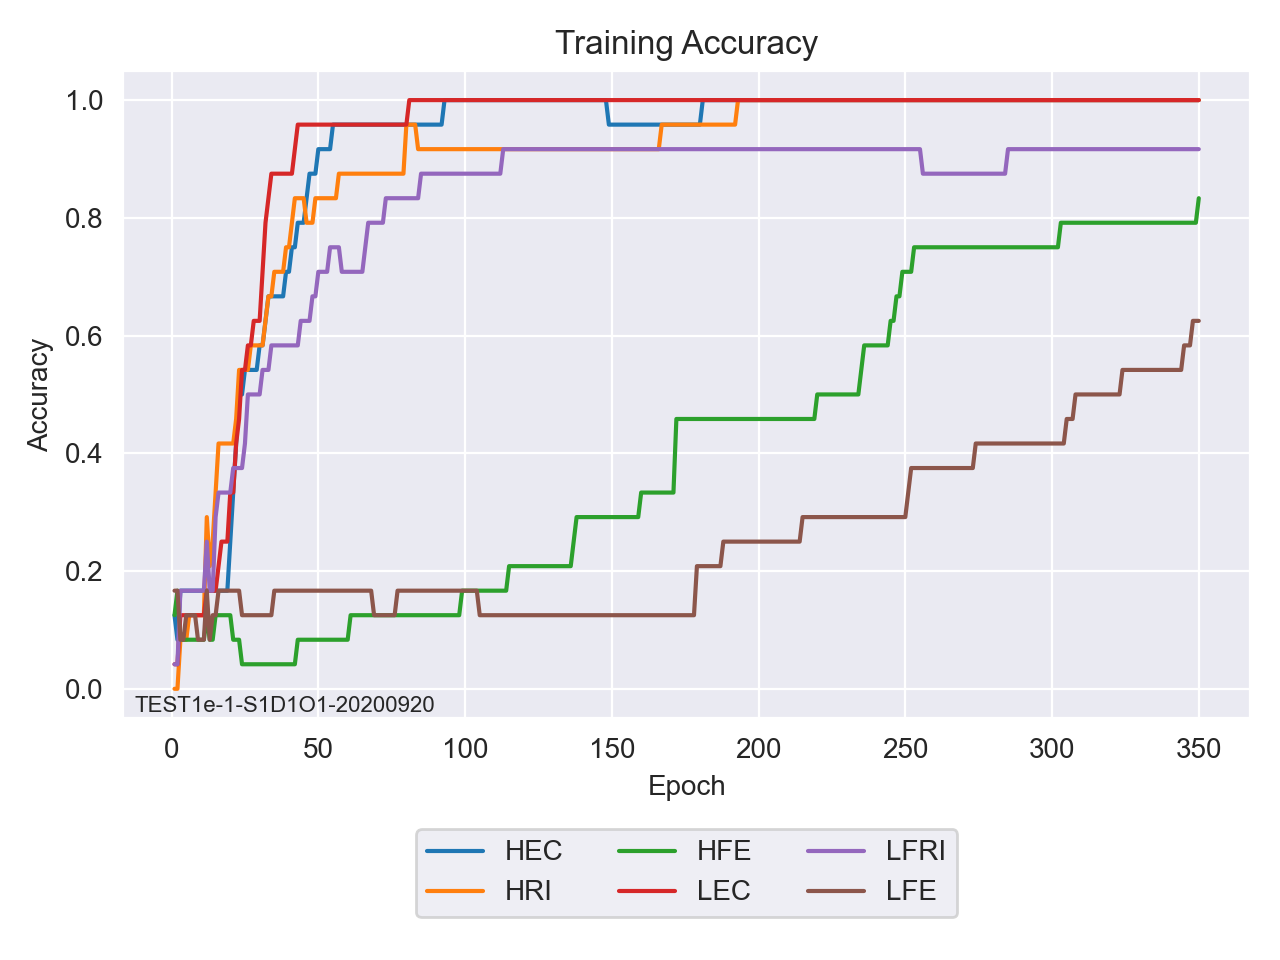 Training Accuracy
1.0
0.8
0.6
0.4
0.2
0.0
Accuracy
TEST1e-1-S1D1O1-20200920
0 50 100 150 200 250 300 350
Epoch
HEC HFE LFRI
HRI LEC LFE